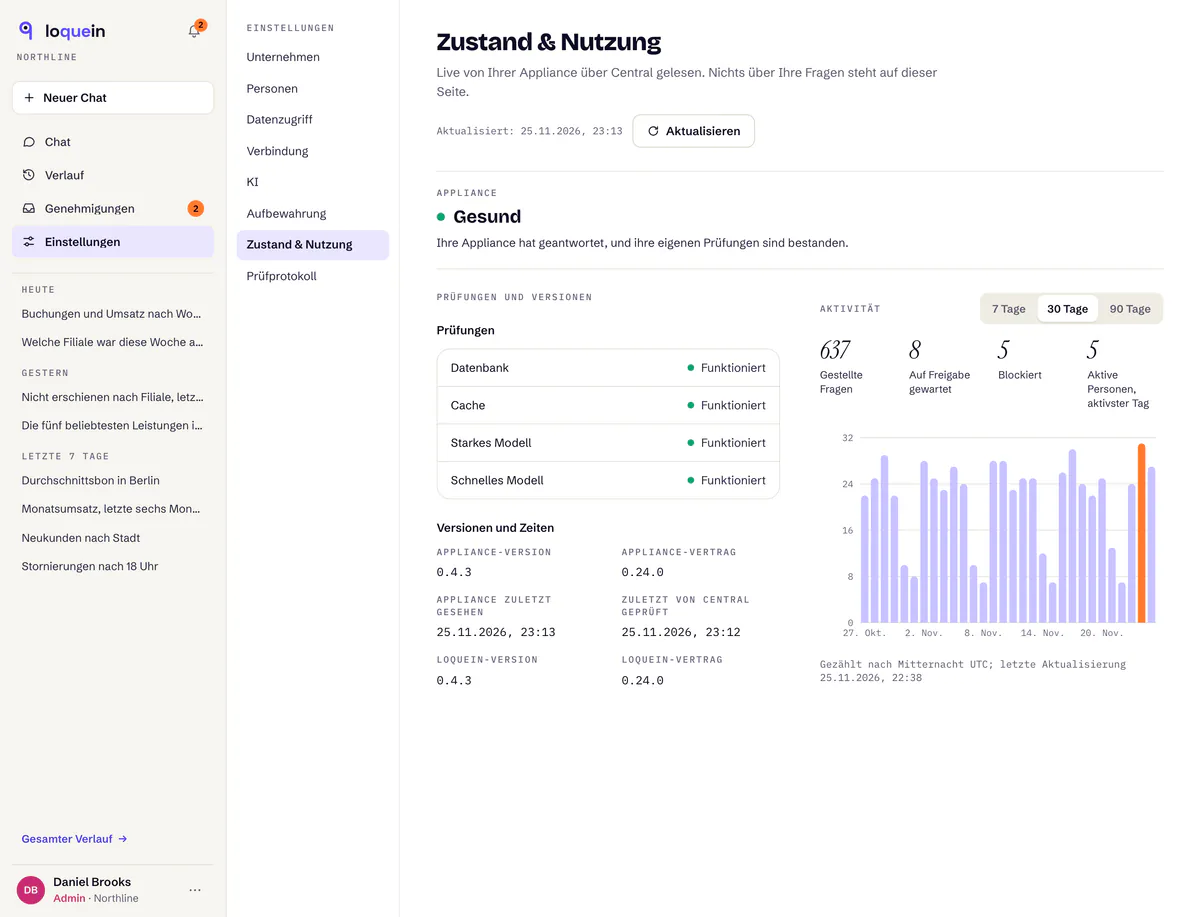 loquein
2
NORTHLINE
Neuer Chat
Chat
Verlauf
Genehmigungen
2
Einstellungen
HEUTE
Buchungen und Umsatz nach Wo...
Welche Filiale war diese Woche a...
GESTERN
Nicht erschienen nach Filiale, letz...
Die fünf beliebtesten Leistungen i...
LETZTE 7 TAGE
Durchschnittsbon in Berlin
Monatsumsatz, letzte sechs Mon...
Neukunden nach Stadt
Stornierungen nach 18 Uhr
Gesamter Verlauf →
DB
Daniel Brooks
Admin · Northline
...
EINSTELLUNGEN
Unternehmen
Personen
Datenzugriff
Verbindung
KI
Aufbewahrung
Zustand & Nutzung
Prüfprotokoll
Zustand & Nutzung
Live von Ihrer Appliance über Central gelesen. Nichts über Ihre Fragen steht auf dieser
Seite.
Aktualisiert: 25.11.2026, 23:13
Aktualisieren
APPLIANCE
Gesund
Ihre Appliance hat geantwortet, und ihre eigenen Prüfungen sind bestanden.
PRÜFUNGEN UND VERSIONEN
Prüfungen
Datenbank
Funktioniert
Cache
Funktioniert
Starkes Modell
Funktioniert
Schnelles Modell
Funktioniert
Versionen und Zeiten
APPLIANCE-VERSION
0.4.3
APPLIANCE-VERTRAG
0.24.0
APPLIANCE ZULETZT
GESEHEN
25.11.2026, 23:13
ZULETZT VON CENTRAL
GEPRÜFT
25.11.2026, 23:12
LOQUEIN-VERSION
0.4.3
LOQUEIN-VERTRAG
0.24.0
AKTIVITÄT
7 Tage
30 Tage
90 Tage
637
Gestellte
Fragen
8
Auf Freigabe
gewartet
5
Blockiert
5
Aktive
Personen,
aktivster Tag
32
24
16
8
0
27. Okt.
2. Nov.
8. Nov.
14. Nov.
20. Nov.
Gezählt nach Mitternacht UTC; letzte Aktualisierung
25.11.2026, 22:38